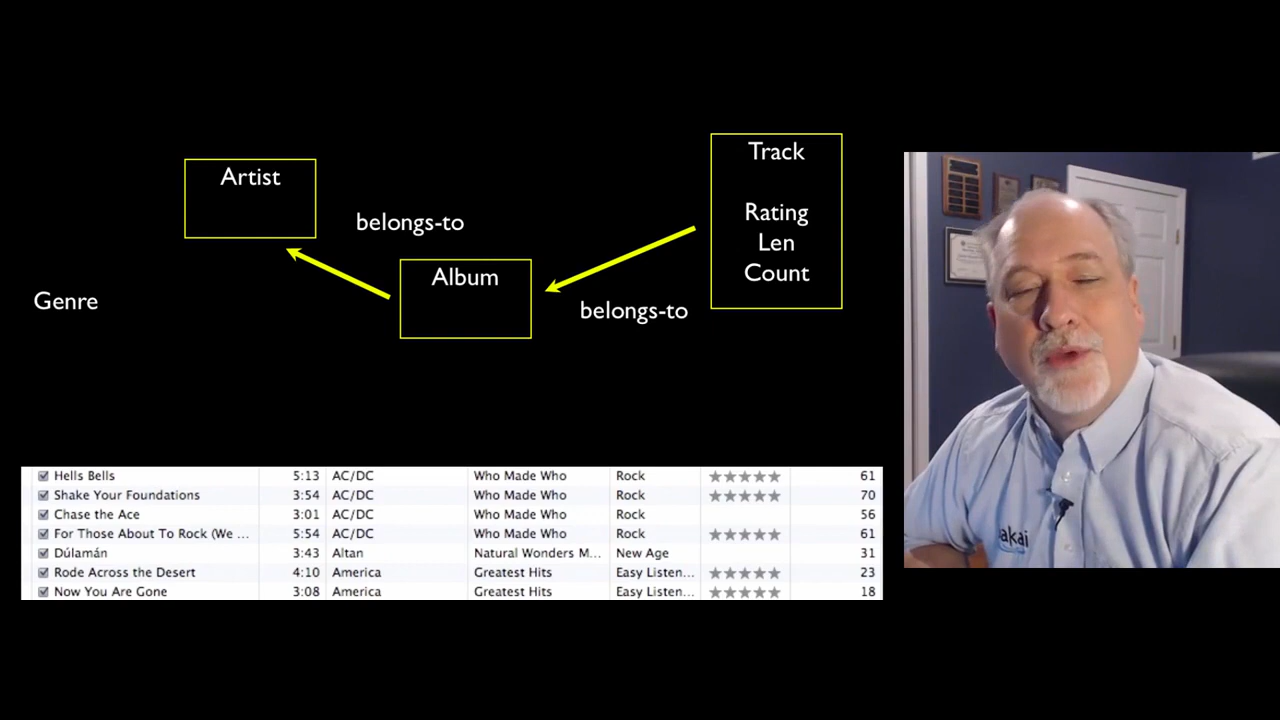 Artist
belongs-to
Album
Genre
belongs-to
Track
Rating
Len
Count
Hells Bells 5:13 AC/DC Who Made Who Rock ★★★★★ 61
Shake Your Foundations 3:54 AC/DC Who Made Who Rock ★★★★★ 70
Chase the Ace 3:01 AC/DC Who Made Who Rock 56
For Those About To Rock (We ... 5:54 AC/DC Who Made Who Rock ★★★★★ 61
Dúlamán 3:43 Altan Natural Wonders M... New Age 31
Rode Across the Desert 4:10 America Greatest Hits Easy Listen... ★★★★★ 23
Now You Are Gone 3:08 America Greatest Hits Easy Listen... ★★★★★ 18
akai